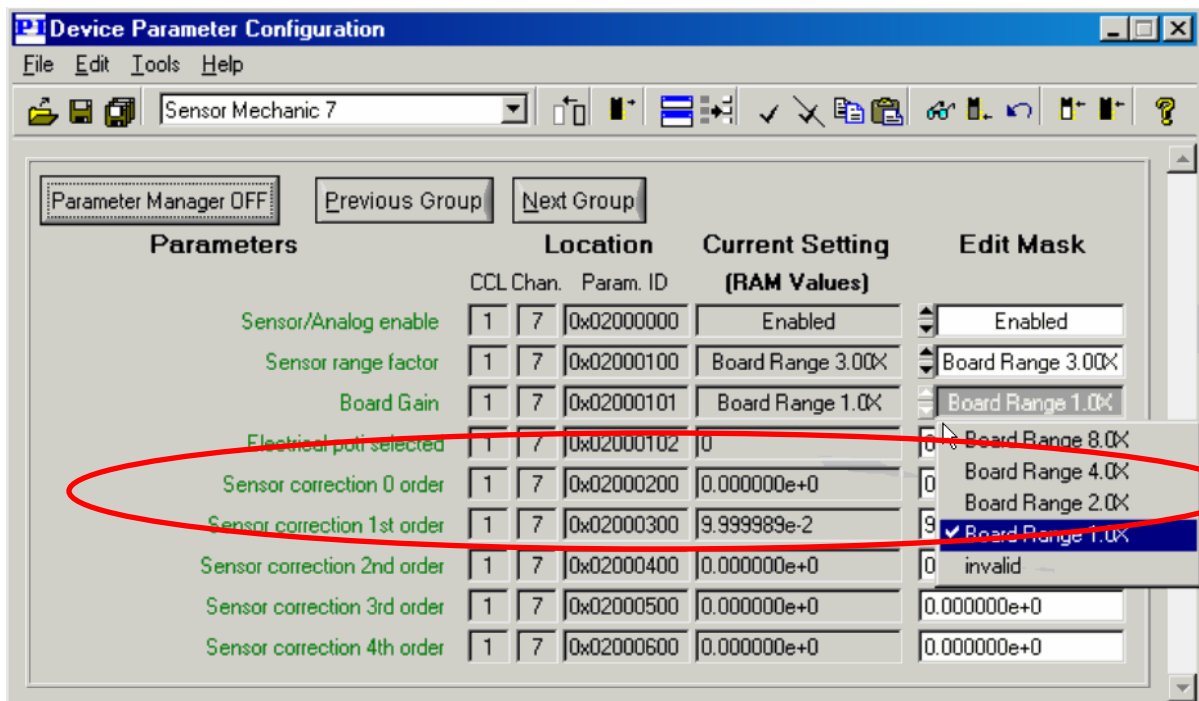 PI Device Parameter Configuration
File Edit Tools Help
Sensor Mechanic 7
Parameter Manager OFF Previous Group Next Group
Parameters Location Current Setting Edit Mask
CCL Chan. Param. ID (RAM Values)
Sensor/Analog enable 1 7 0x02000000 Enabled Enabled
Sensor range factor 1 7 0x02000100 Board Range 3.00X Board Range 3.00X
Board Gain 1 7 0x02000101 Board Range 1.0X Board Range 1.0X
Electrical poti selected 1 7 0x02000102 0 0 Board Range 8.0X
Board Range 4.0X
Sensor correction 0 order 1 7 0x02000200 0.000000e+0 0
Board Range 2.0X
Sensor correction 1st order 1 7 0x02000300 9.999989e-2 9 Board Range 1.0X
Sensor correction 2nd order 1 7 0x02000400 0.000000e+0 0 invalid
Sensor correction 3rd order 1 7 0x02000500 0.000000e+0 0.000000e+0
Sensor correction 4th order 1 7 0x02000600 0.000000e+0 0.000000e+0